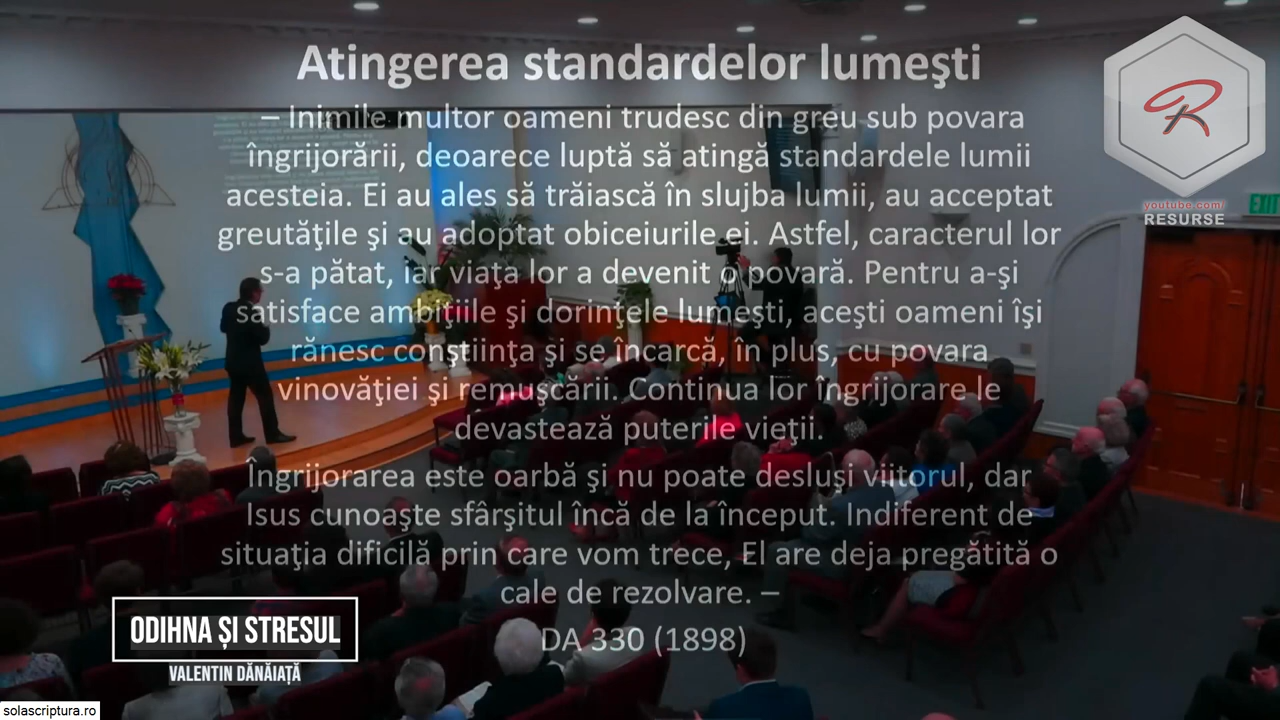 Atingerea standardelor lumeşti
– Inimile multor oameni trudesc din greu sub povara
îngrijorării, deoarece luptă să atingă standardele lumii
acesteia. Ei au ales să trăiască în slujba lumii, au acceptat
greutăţile şi au adoptat obiceiurile ei. Astfel, caracterul lor
s-a pătat, iar viaţa lor a devenit o povară. Pentru a-şi
satisface ambiţiile şi dorinţele lumeşti, aceşti oameni îşi
rănesc conştiinţa şi se încarcă, în plus, cu povara
vinovăţiei şi remuşcării. Continua lor îngrijorare le
devastează puterile vieţii.
Îngrijorarea este oarbă şi nu poate desluşi viitorul, dar
Isus cunoaşte sfârşitul încă de la început. Indiferent de
situaţia dificilă prin care vom trece, El are deja pregătită o
cale de rezolvare. –
DA 330 (1898)
R
youtube.com/
RESURSE
EXIT
ODIHNA ȘI STRESUL
VALENTIN DĂNĂIAȚĂ
solascriptura.ro